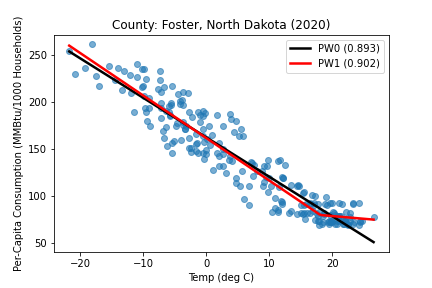 County: Foster, North Dakota (2020)
PW0 (0.893)
PW1 (0.902)
Per-Capita Consumption (MMBtu/1000 Households)
250
200
150
100
50
−20 −10 0 10 20
Temp (deg C)